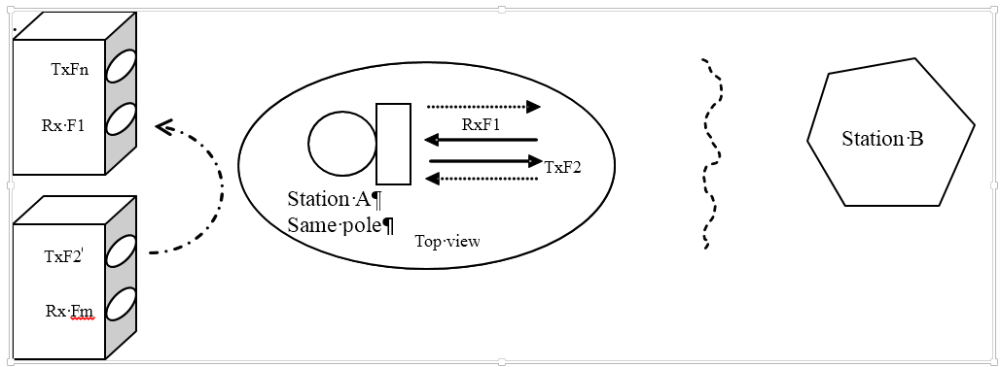 TxFn
Rx·F1
TxF2'
Rx·Fm
RxF1
TxF2
Station·A¶
Same·pole¶
Top·view
Station·B